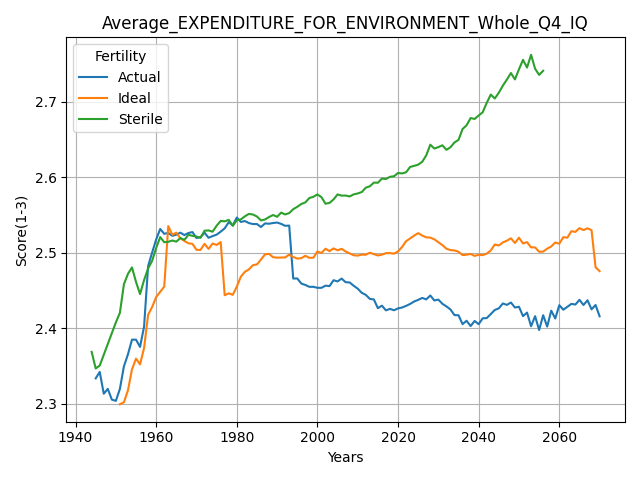 Average_EXPENDITURE_FOR_ENVIRONMENT_Whole_Q4_IQ
Fertility
Actual
Ideal
Sterile
Score(1-3)
2.7
2.6
2.5
2.4
2.3
1940 1960 1980 2000 2020 2040 2060
Years